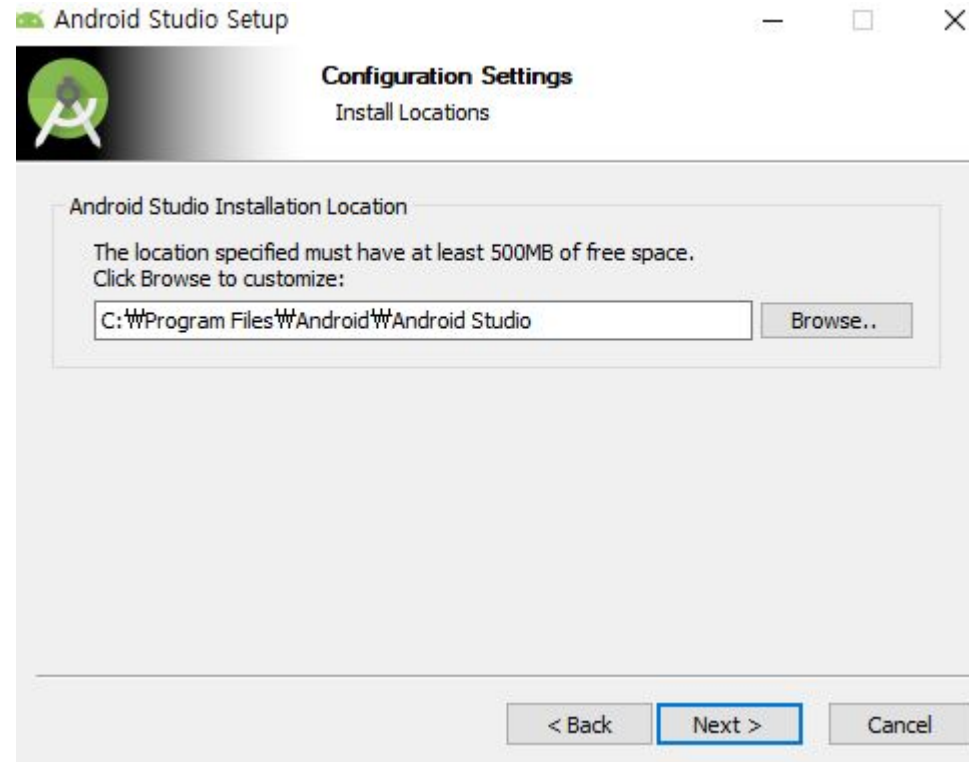 Android Studio Setup
Configuration Settings
Install Locations
Android Studio Installation Location
The location specified must have at least 500MB of free space.
Click Browse to customize:
C:₩Program Files₩Android₩Android Studio
Browse..
< Back
Next >
Cancel